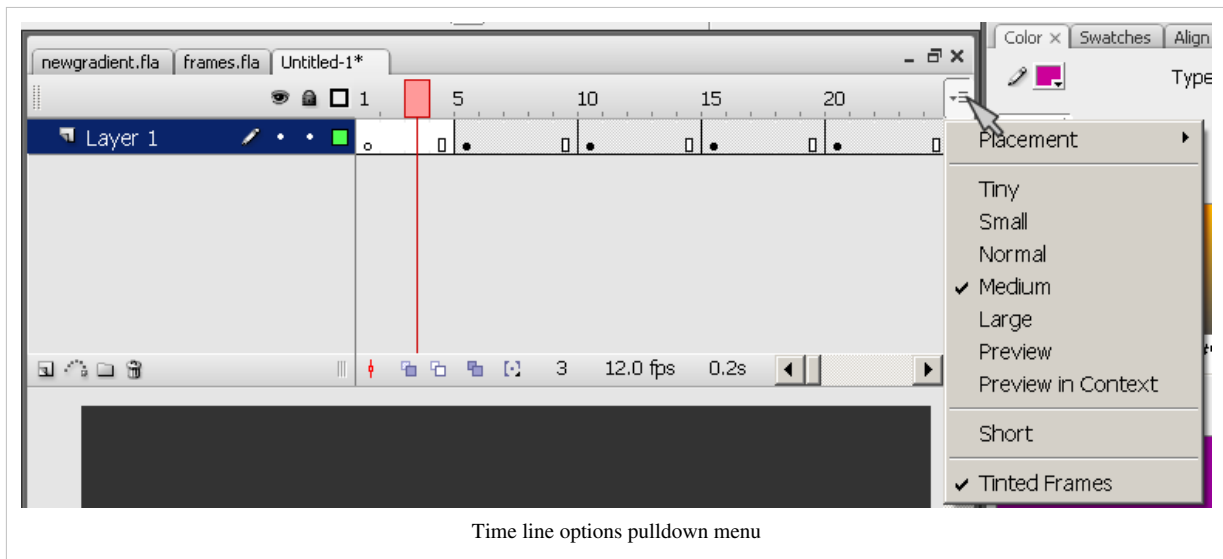 Color × Swatches Align
newgradient.fla frames.fla Untitled-1*
Type
1 5 10 15 20
Layer 1
Placement
Tiny
Small
Normal
Medium
Large
Preview
Preview in Context
Short
Tinted Frames
3 12.0 fps 0.2s
Time line options pulldown menu